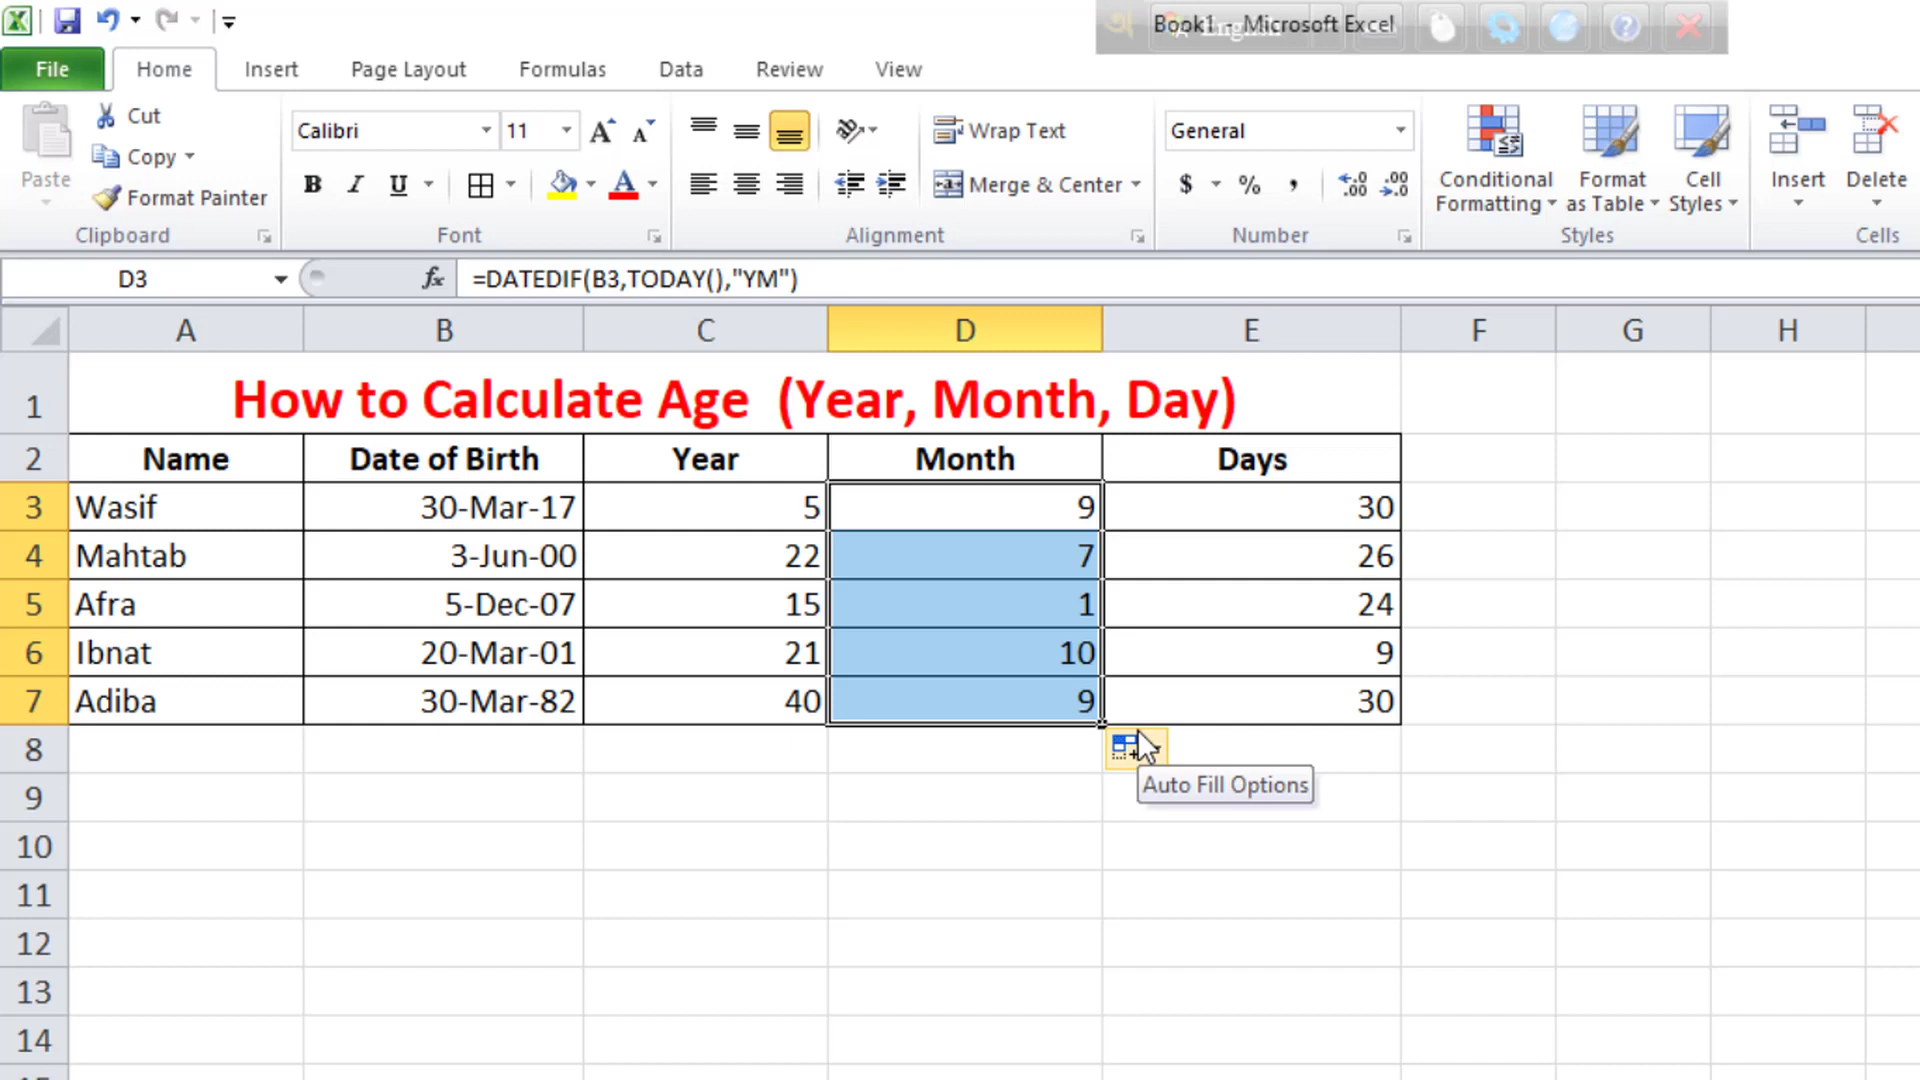 Book1 - Microsoft Excel
File Home Insert Page Layout Formulas Data Review View
Paste
Cut
Copy
Format Painter
Clipboard
Calibri 11
B I U
Font
Wrap Text
Merge & Center
Alignment
General
$ % ,
Number
Conditional Formatting
Format as Table
Cell Styles
Styles
Insert Delete
Cells
D3 fx =DATEDIF(B3,TODAY(),"YM")
A B C D E F G H
1 How to Calculate Age (Year, Month, Day)
2 Name Date of Birth Year Month Days
3 Wasif 30-Mar-17 5 9 30
4 Mahtab 3-Jun-00 22 7 26
5 Afra 5-Dec-07 15 1 24
6 Ibnat 20-Mar-01 21 10 9
7 Adiba 30-Mar-82 40 9 30
8
Auto Fill Options
9
10
11
12
13
14